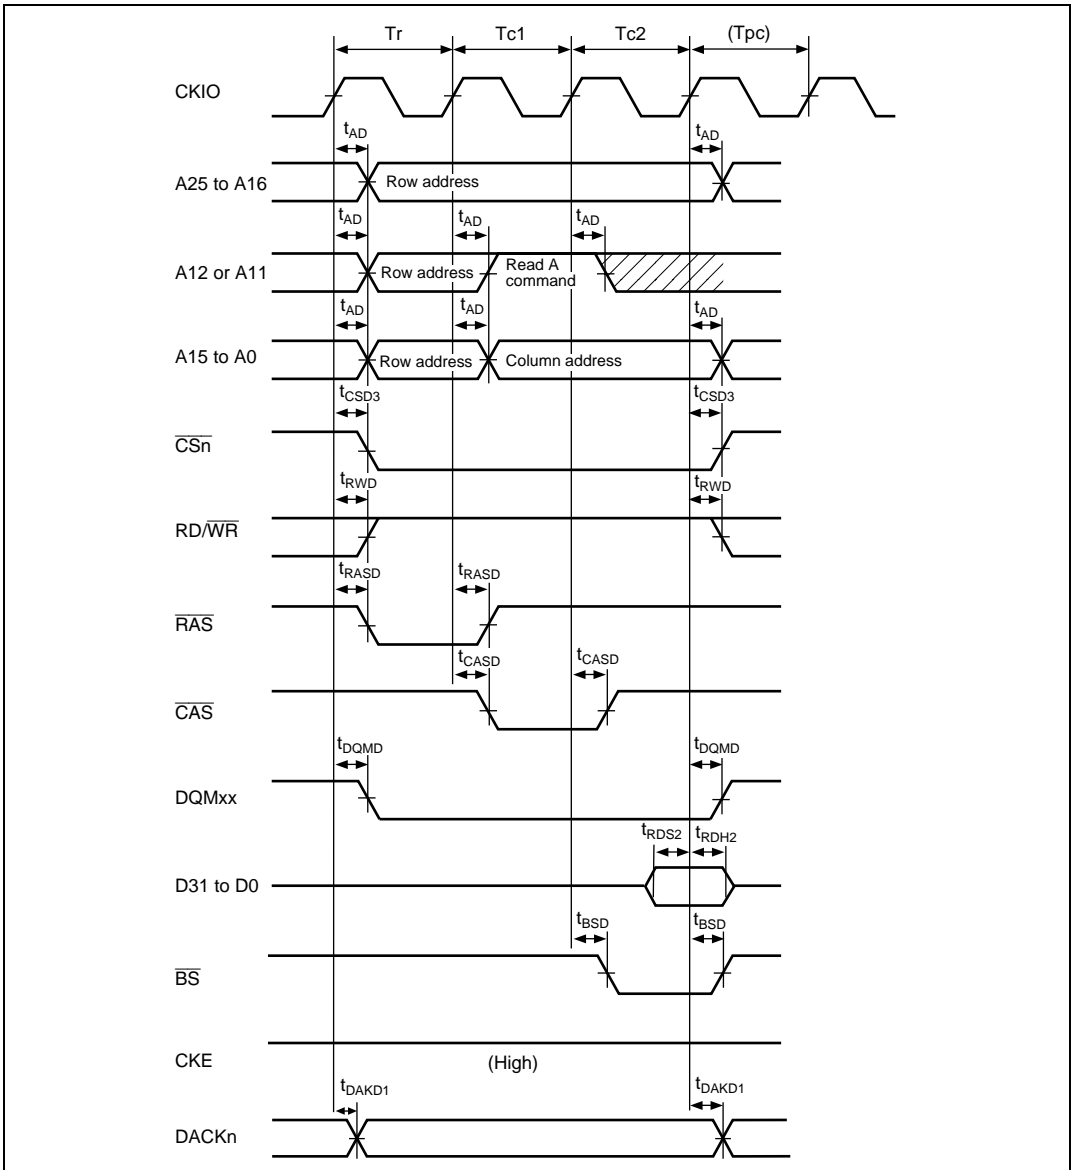 Tr Tc1 Tc2 (Tpc)
CKIO
tAD tAD
A25 to A16 Row address
tAD tAD tAD
A12 or A11 Row address Read A command
tAD tAD tAD
A15 to A0 Row address Column address
tCSD3 tCSD3
CSn
tRWD tRWD
RD/WR
tRASD tRASD
RAS
tCASD tCASD
CAS
tDQMD tDQMD
DQMxx
tRDS2 tRDH2
D31 to D0
tBSD tBSD
BS
CKE (High)
tDAKD1 tDAKD1
DACKn